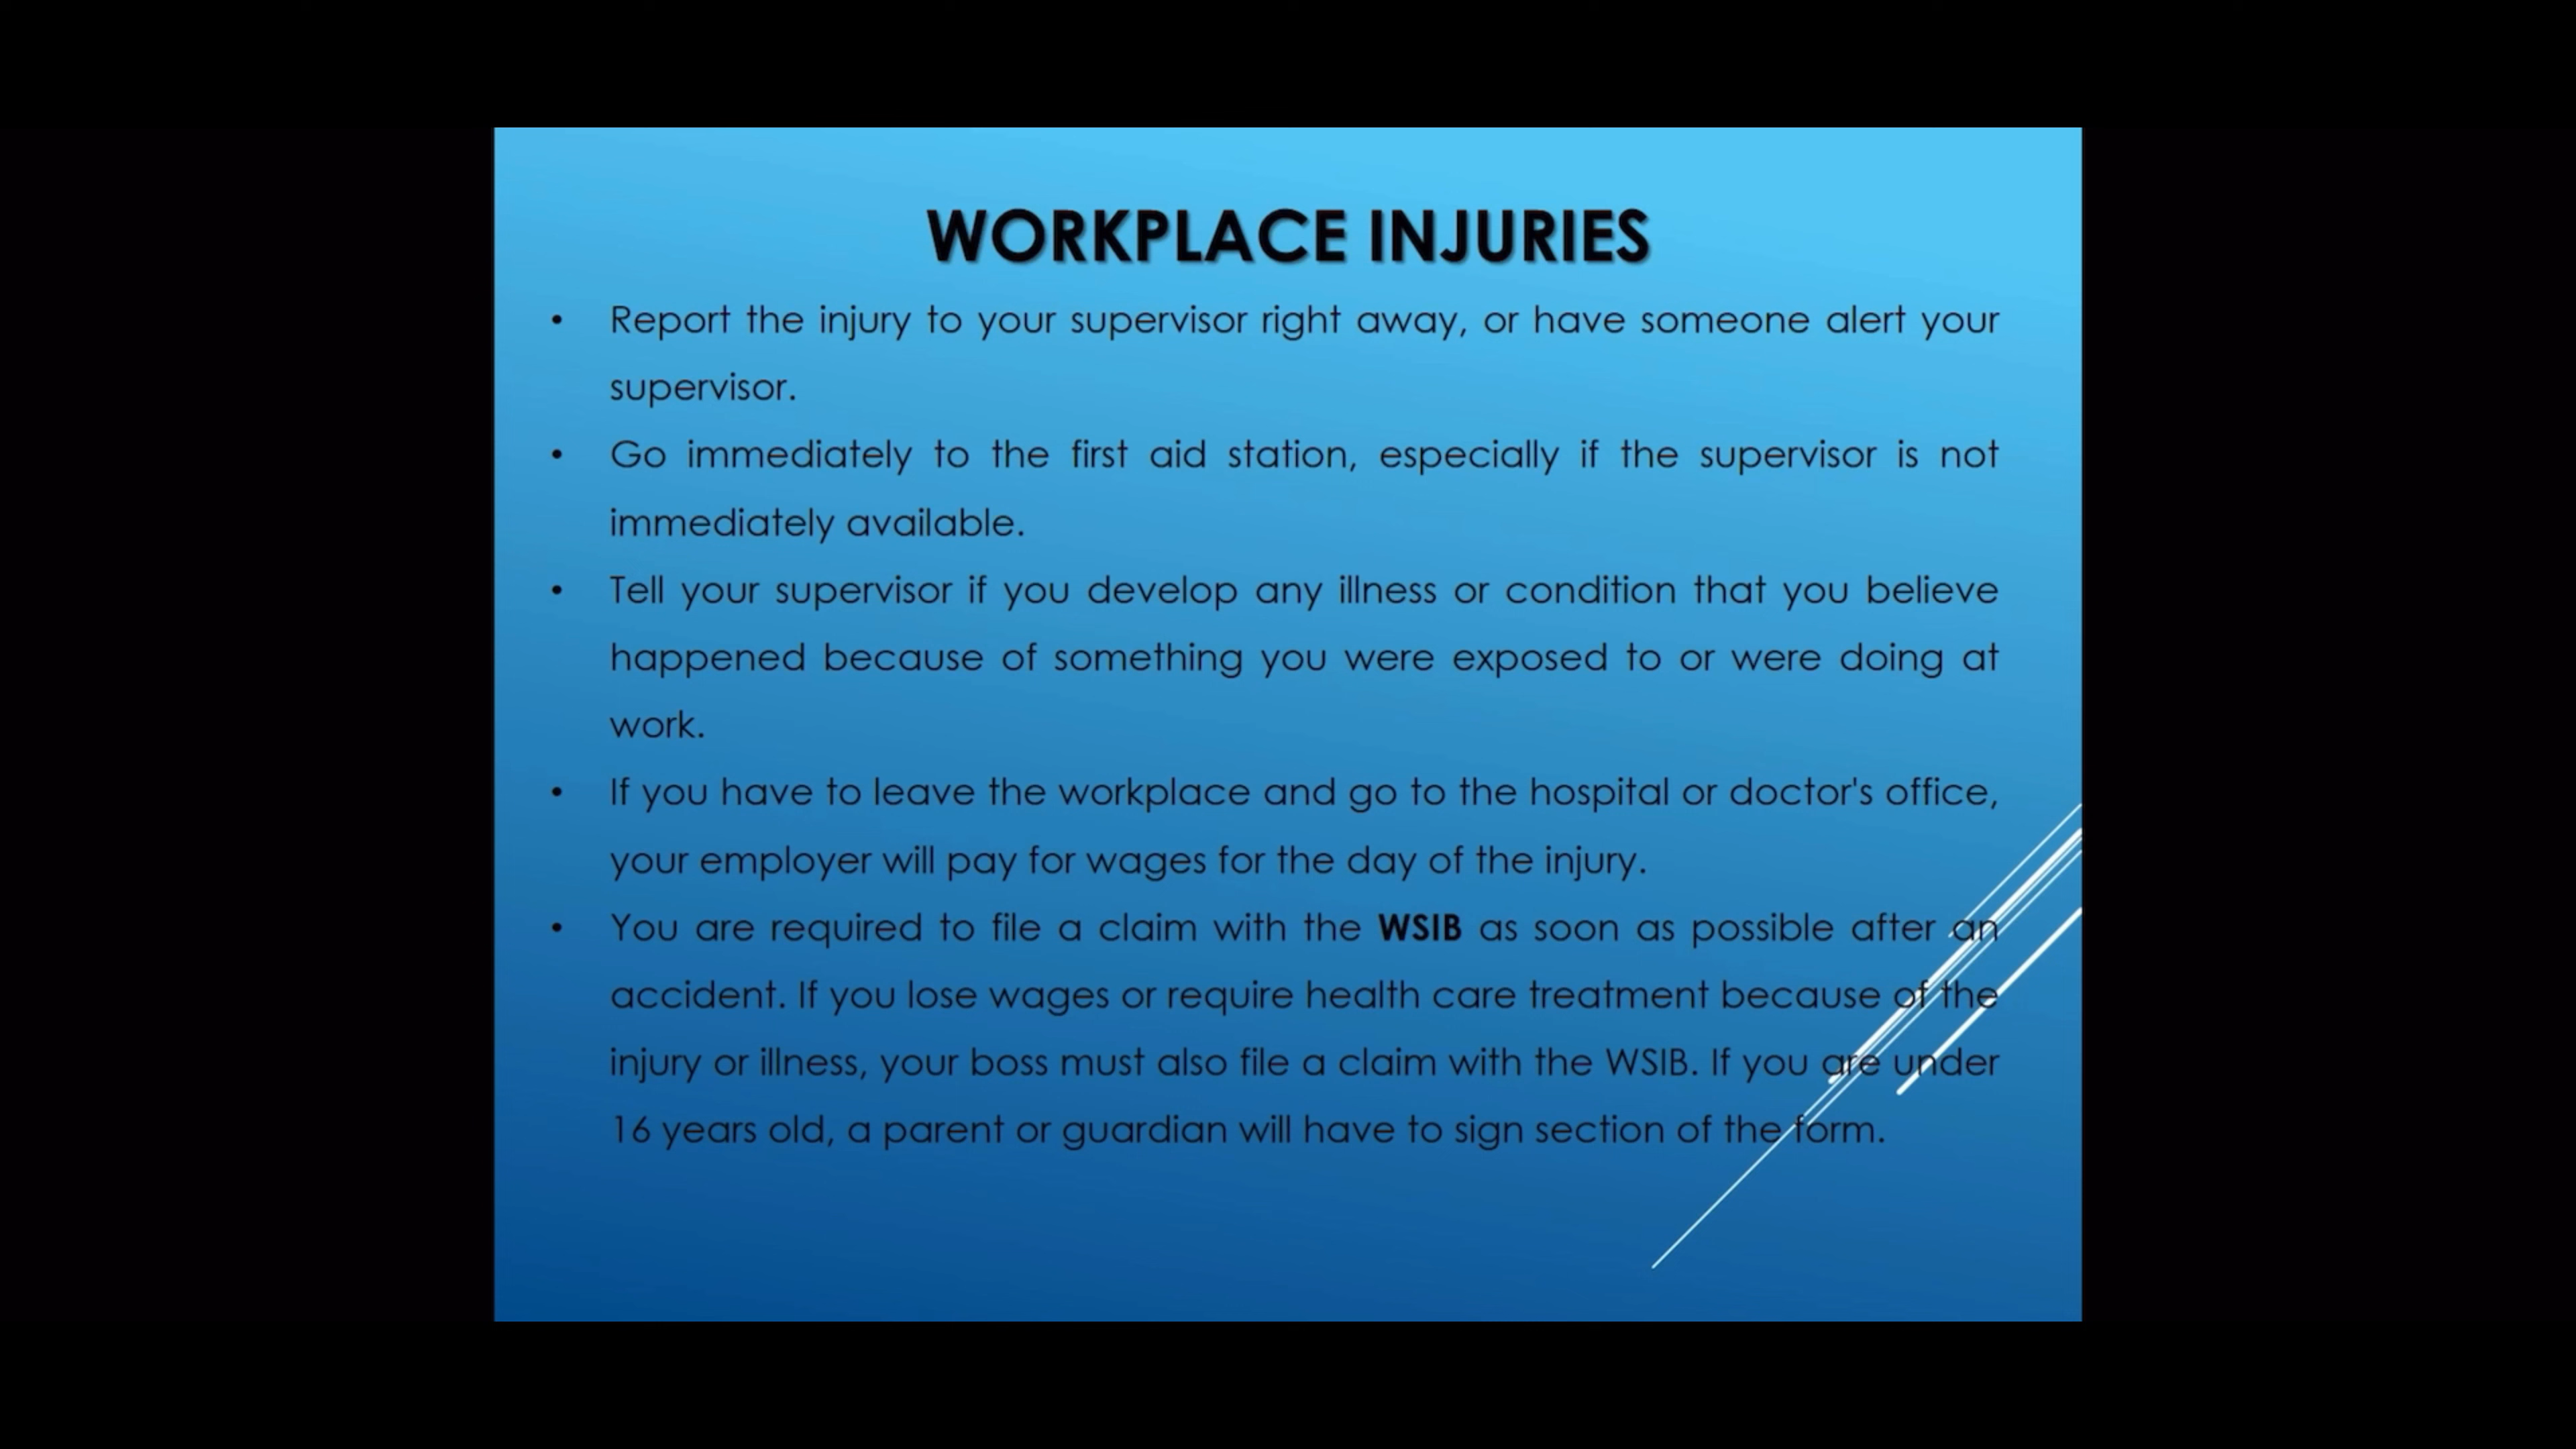 WORKPLACE INJURIES
• Report the injury to your supervisor right away, or have someone alert your
supervisor.
• Go immediately to the first aid station, especially if the supervisor is not
immediately available.
• Tell your supervisor if you develop any illness or condition that you believe
happened because of something you were exposed to or were doing at
work.
• If you have to leave the workplace and go to the hospital or doctor's office,
your employer will pay for wages for the day of the injury.
• You are required to file a claim with the WSIB as soon as possible after an
accident. If you lose wages or require health care treatment because of the
injury or illness, your boss must also file a claim with the WSIB. If you are under
16 years old, a parent or guardian will have to sign section of the form.